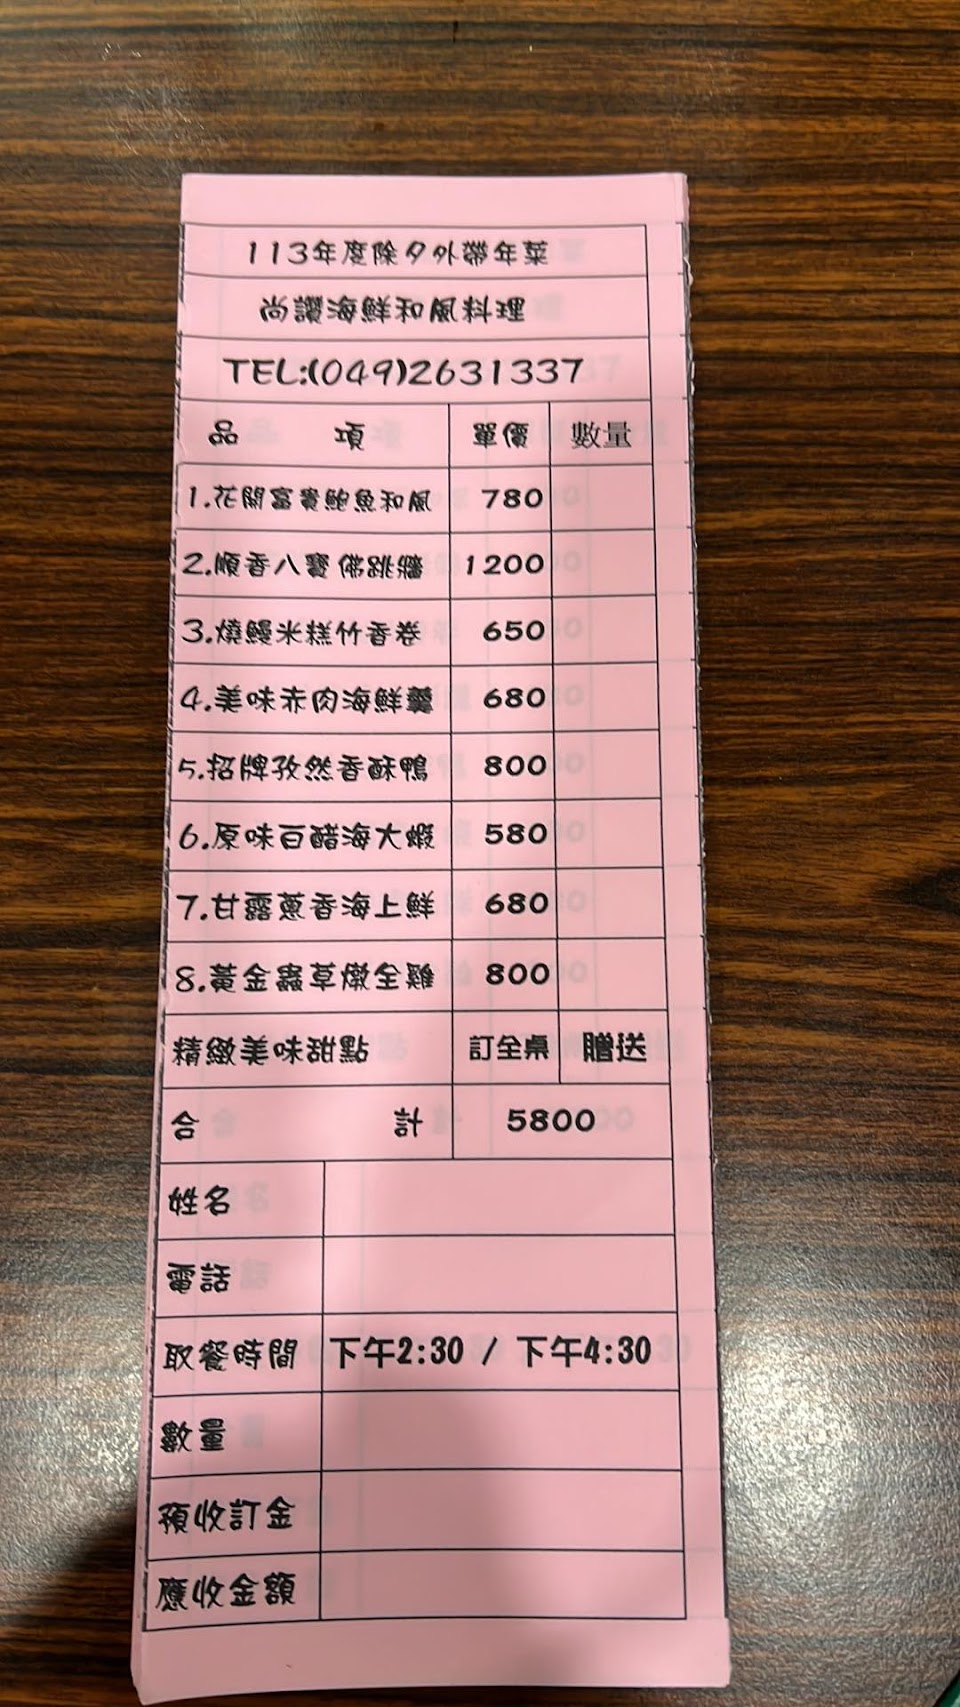 113年度除夕外帶年菜
尚讚海鮮和風料理
TEL:(049)2631337
品 項 單價 數量
1.花開富貴鮑魚和風 780
2.順香八寶佛跳牆 1200
3.燒鰻米糕竹香卷 650
4.美味赤肉海鮮羹 680
5.招牌孜然香酥鴨 800
6.原味百醋海大蝦 580
7.甘露蔥香海上鮮 680
8.黃金蟲草燉全雞 800
精緻美味甜點 訂全桌 贈送
合 計 5800
姓名
電話
取餐時間 下午2:30 / 下午4:30
數量
預收訂金
應收金額